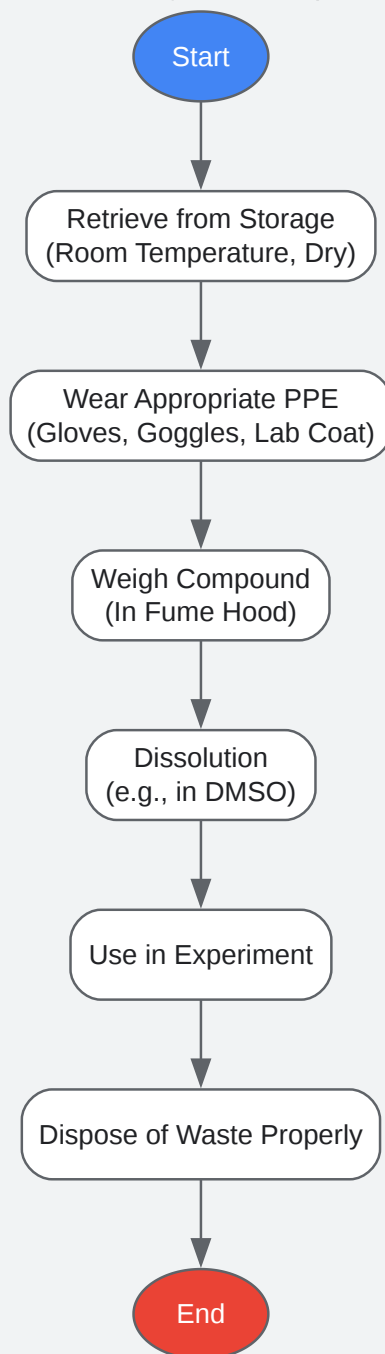 Start
Retrieve from Storage
(Room Temperature, Dry)
Wear Appropriate PPE
(Gloves, Goggles, Lab Coat)
Weigh Compound
(In Fume Hood)
Dissolution
(e.g., in DMSO)
Use in Experiment
Dispose of Waste Properly
End